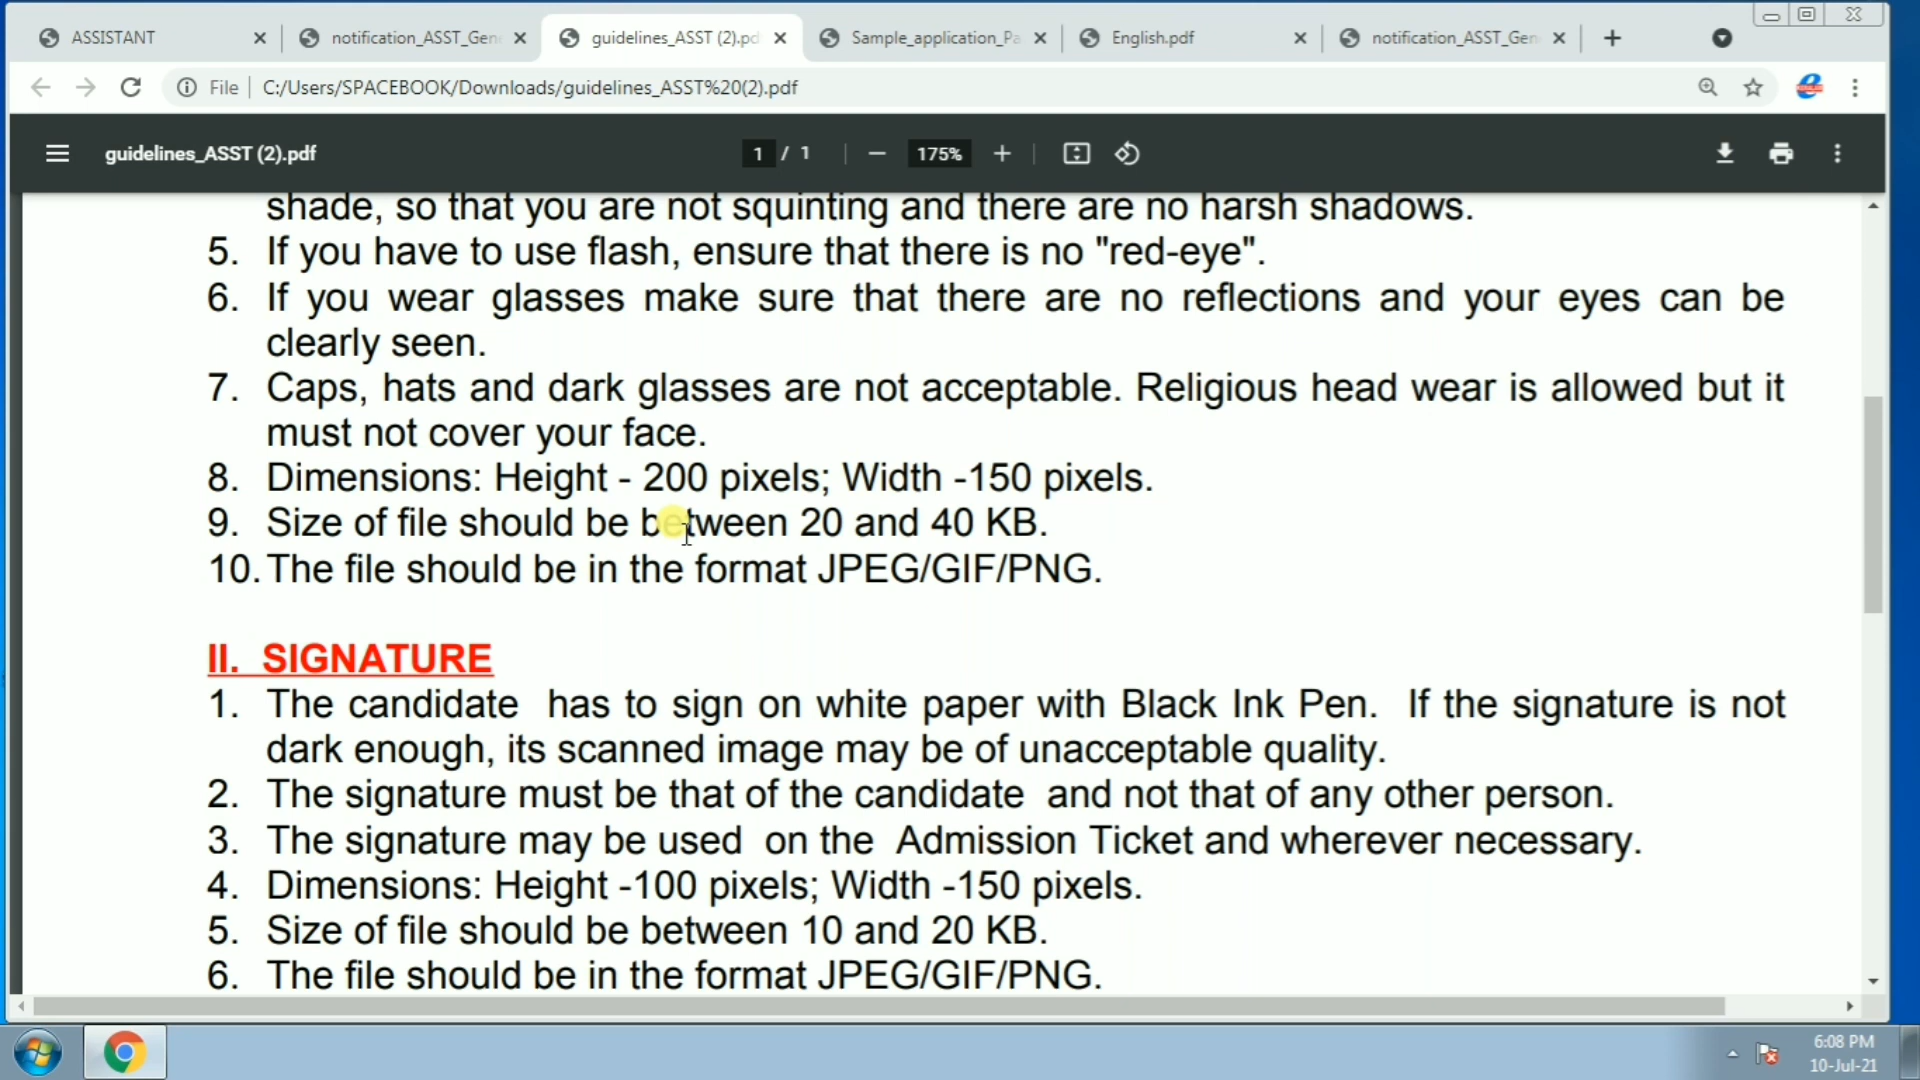 ASSISTANT
notification_ASST_Gen
guidelines_ASST (2).pd
Sample_application_Pa
English.pdf
notification_ASST_Gen
File
C:/Users/SPACEBOOK/Downloads/guidelines_ASST%20(2).pdf
guidelines_ASST (2).pdf
1 / 1
175%
shade, so that you are not squinting and there are no harsh shadows.
5. If you have to use flash, ensure that there is no "red-eye".
6. If you wear glasses make sure that there are no reflections and your eyes can be
clearly seen.
7. Caps, hats and dark glasses are not acceptable. Religious head wear is allowed but it
must not cover your face.
8. Dimensions: Height - 200 pixels; Width -150 pixels.
9. Size of file should be between 20 and 40 KB.
10. The file should be in the format JPEG/GIF/PNG.
II. SIGNATURE
1. The candidate has to sign on white paper with Black Ink Pen. If the signature is not
dark enough, its scanned image may be of unacceptable quality.
2. The signature must be that of the candidate and not that of any other person.
3. The signature may be used on the Admission Ticket and wherever necessary.
4. Dimensions: Height -100 pixels; Width -150 pixels.
5. Size of file should be between 10 and 20 KB.
6. The file should be in the format JPEG/GIF/PNG.
6:08 PM
10-Jul-21